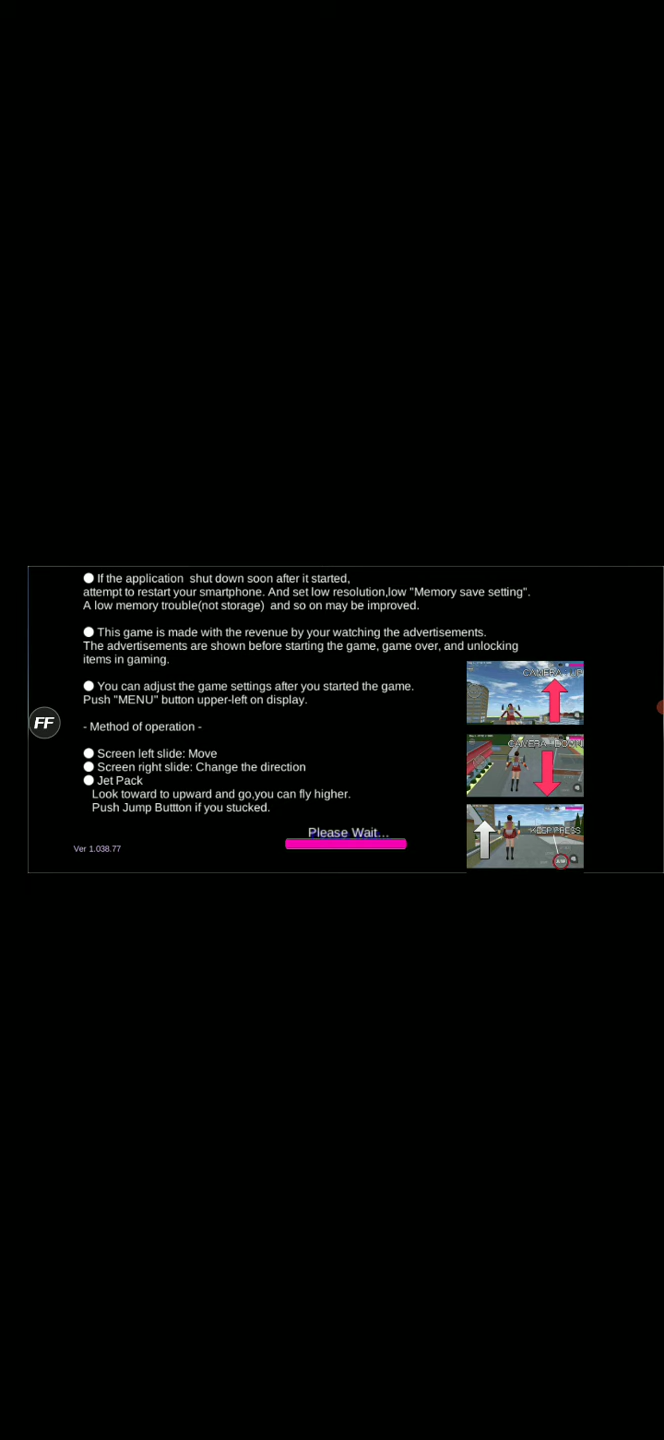 ● If the application  shut down soon after it started,
attempt to restart your smartphone. And set low resolution,low "Memory save setting".
A low memory trouble(not storage)  and so on may be improved.
● This game is made with the revenue by your watching the advertisements.
The advertisements are shown before starting the game, game over, and unlocking
items in gaming.
● You can adjust the game settings after you started the game.
Push "MENU" button upper-left on display.
- Method of operation -
● Screen left slide: Move
● Screen right slide: Change the direction
● Jet Pack
Look toward to upward and go,you can fly higher.
Push Jump Buttton if you stucked.
Please Wait...
Ver 1.038.77
FF
CAMERA
CAMERA
KEEP PRESS